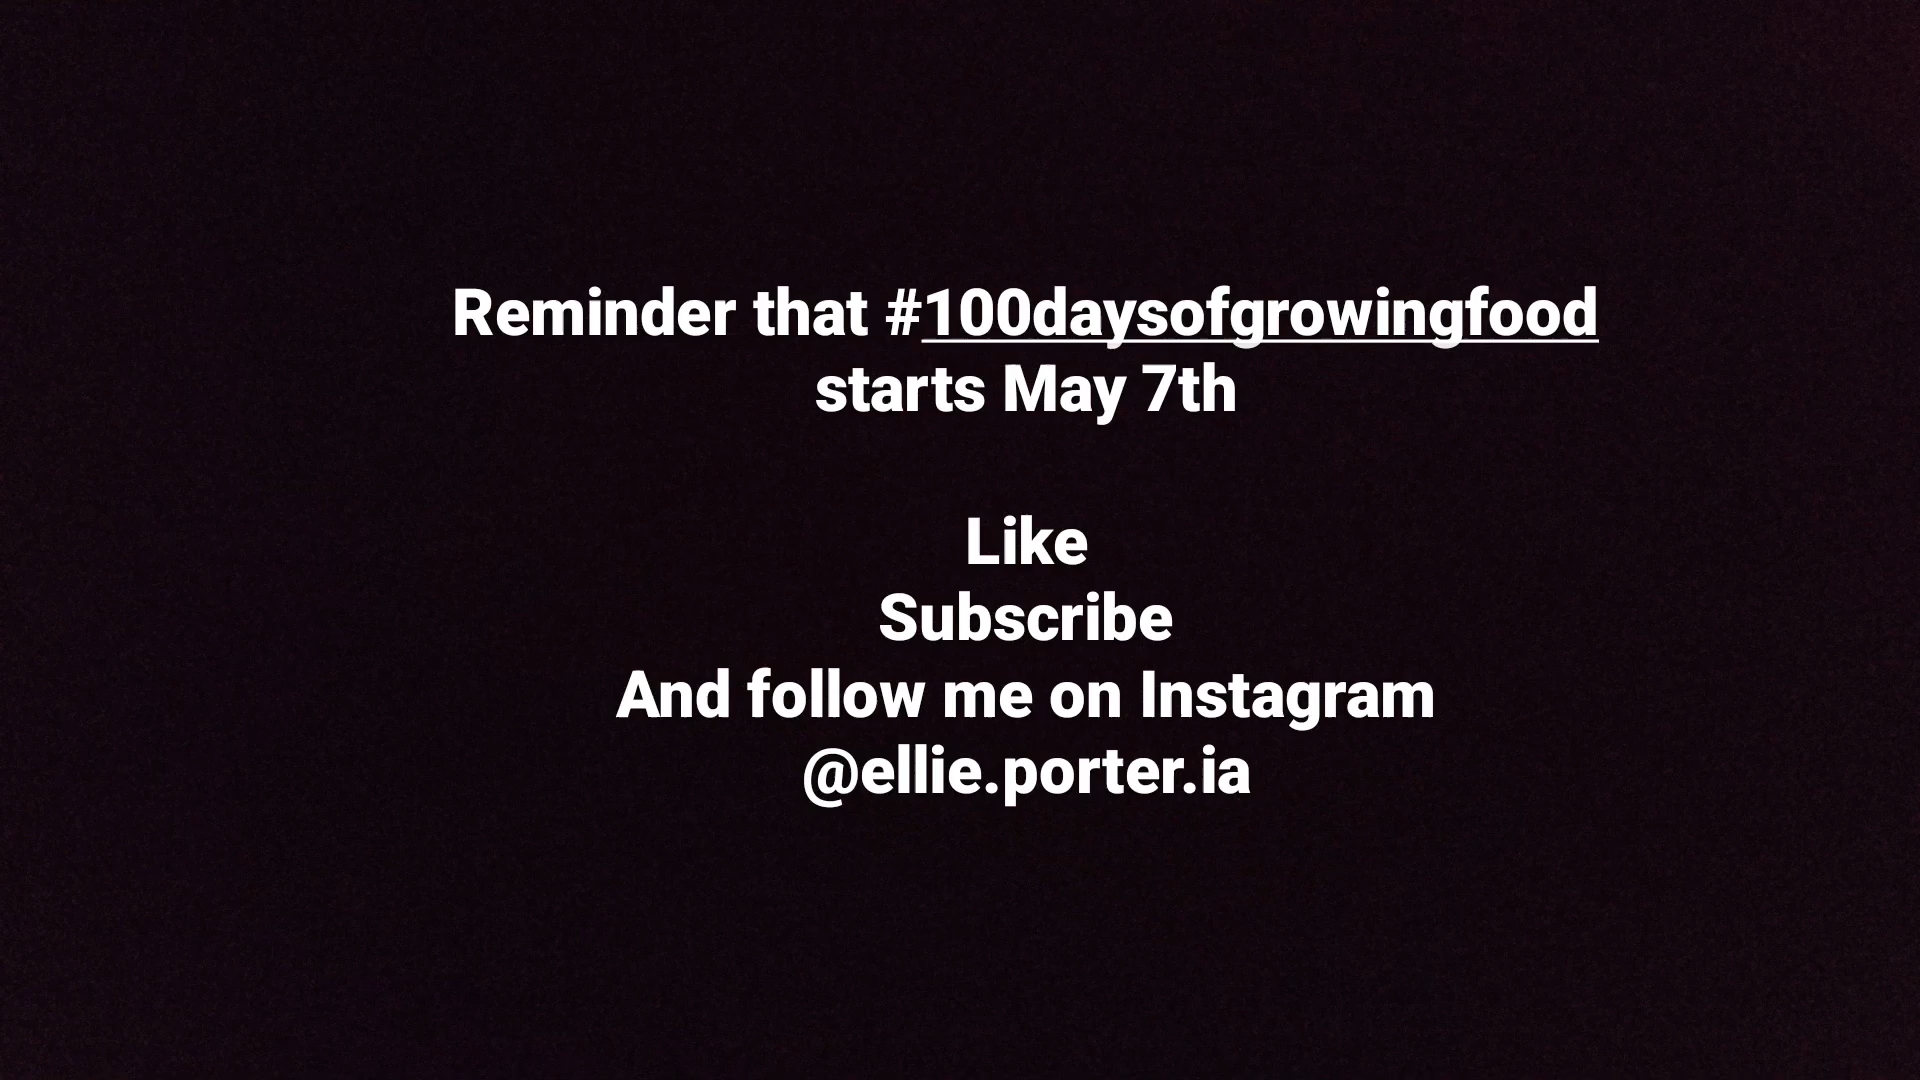 Reminder that #100daysofgrowingfood
starts May 7th
Like
Subscribe
And follow me on Instagram
@ellie.porter.ia